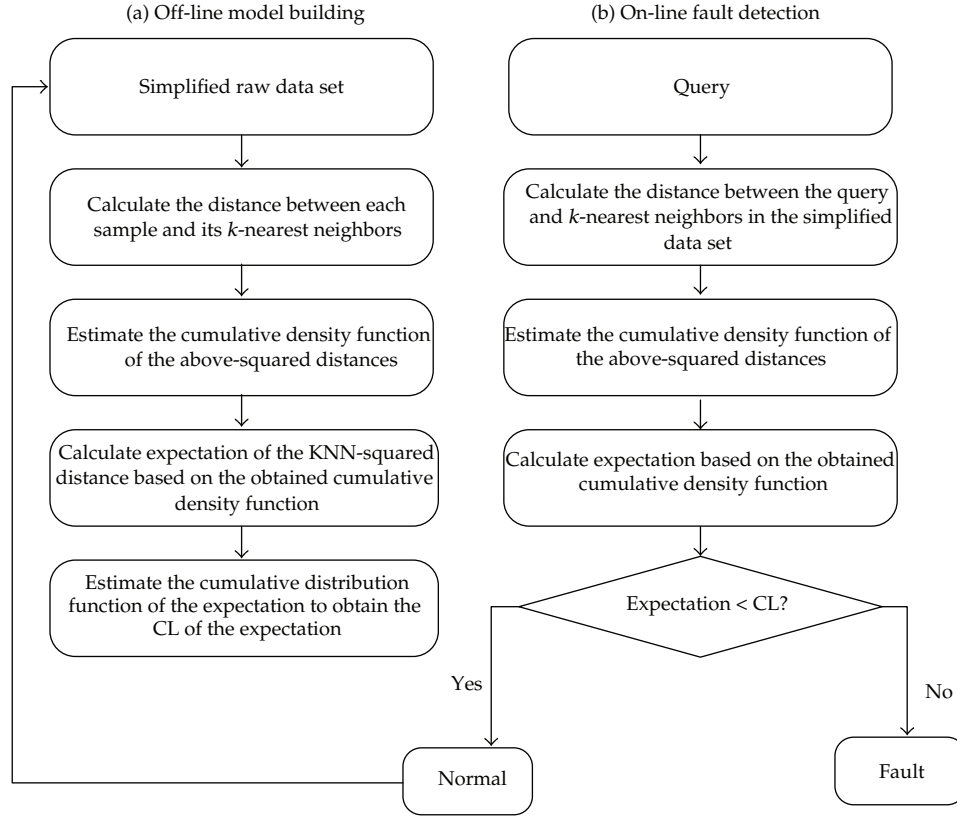 (a) Off-line model building
Simplified raw data set
Calculate the distance between each
sample and its k-nearest neighbors
Estimate the cumulative density function
of the above-squared distances
Calculate expectation of the KNN-squared
distance based on the obtained cumulative
density function
Estimate the cumulative distribution
function of the expectation to obtain the
CL of the expectation
(b) On-line fault detection
Query
Calculate the distance between the query
and k-nearest neighbors in the simplified
data set
Estimate the cumulative density function of
the above-squared distances
Calculate expectation based on the obtained
cumulative density function
Expectation < CL?
Yes
No
Normal
Fault